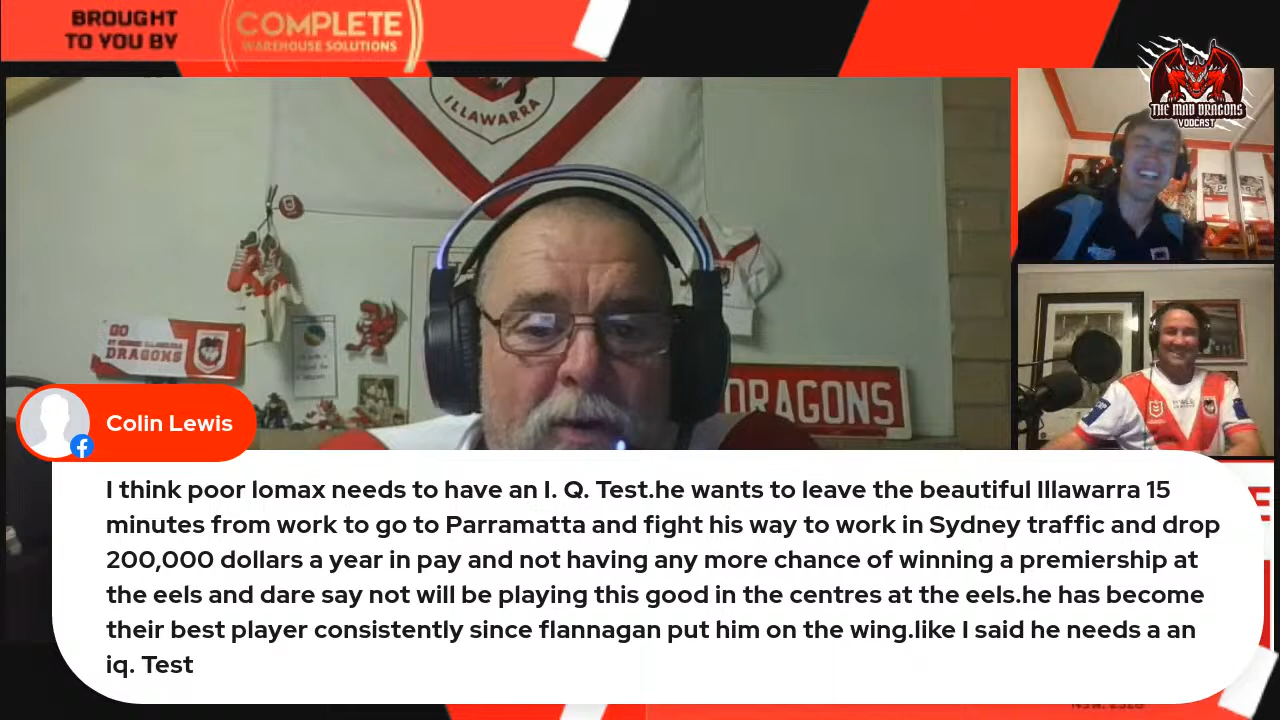 BROUGHT
TO YOU BY
COMPLETE
WAREHOUSE SOLUTIONS
ILLAWARRA
THE MAD DRAGONS
VODCAST
GO
ST GEORGE ILLAWARRA
DRAGONS
DRAGONS
Colin Lewis
I think poor lomax needs to have an I. Q. Test.he wants to leave the beautiful Illawarra 15
minutes from work to go to Parramatta and fight his way to work in Sydney traffic and drop
200,000 dollars a year in pay and not having any more chance of winning a premiership at
the eels and dare say not will be playing this good in the centres at the eels.he has become
their best player consistently since flannagan put him on the wing.like I said he needs a an
iq. Test